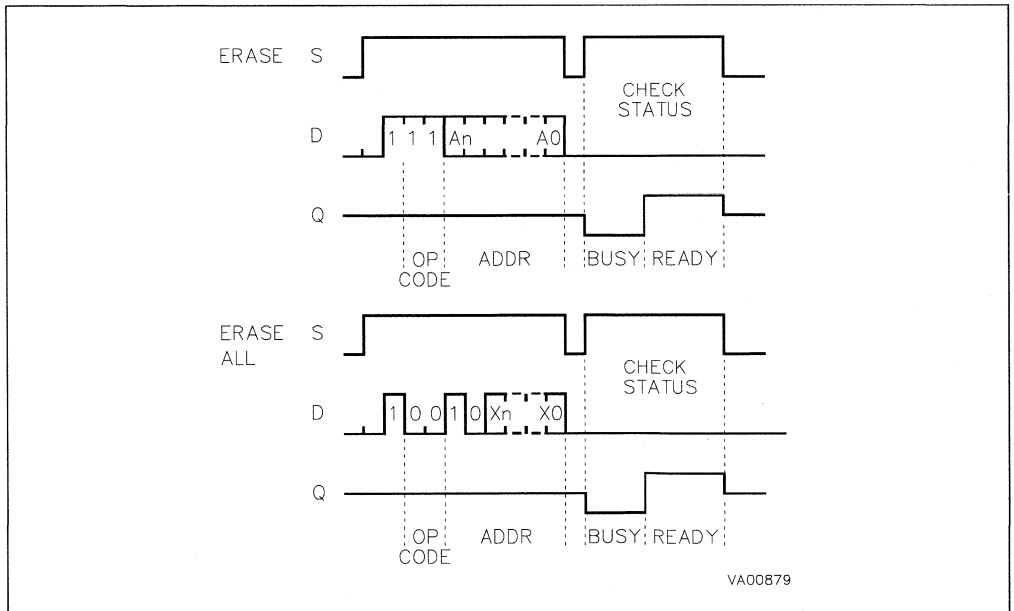 ERASE S
CHECK
STATUS
D 1 1 1 An A0
Q
OP
CODE
ADDR
BUSY READY
ERASE
ALL
S
CHECK
STATUS
D 1 0 0 1 0 Xn X0
Q
OP
CODE
ADDR
BUSY READY
VA00879